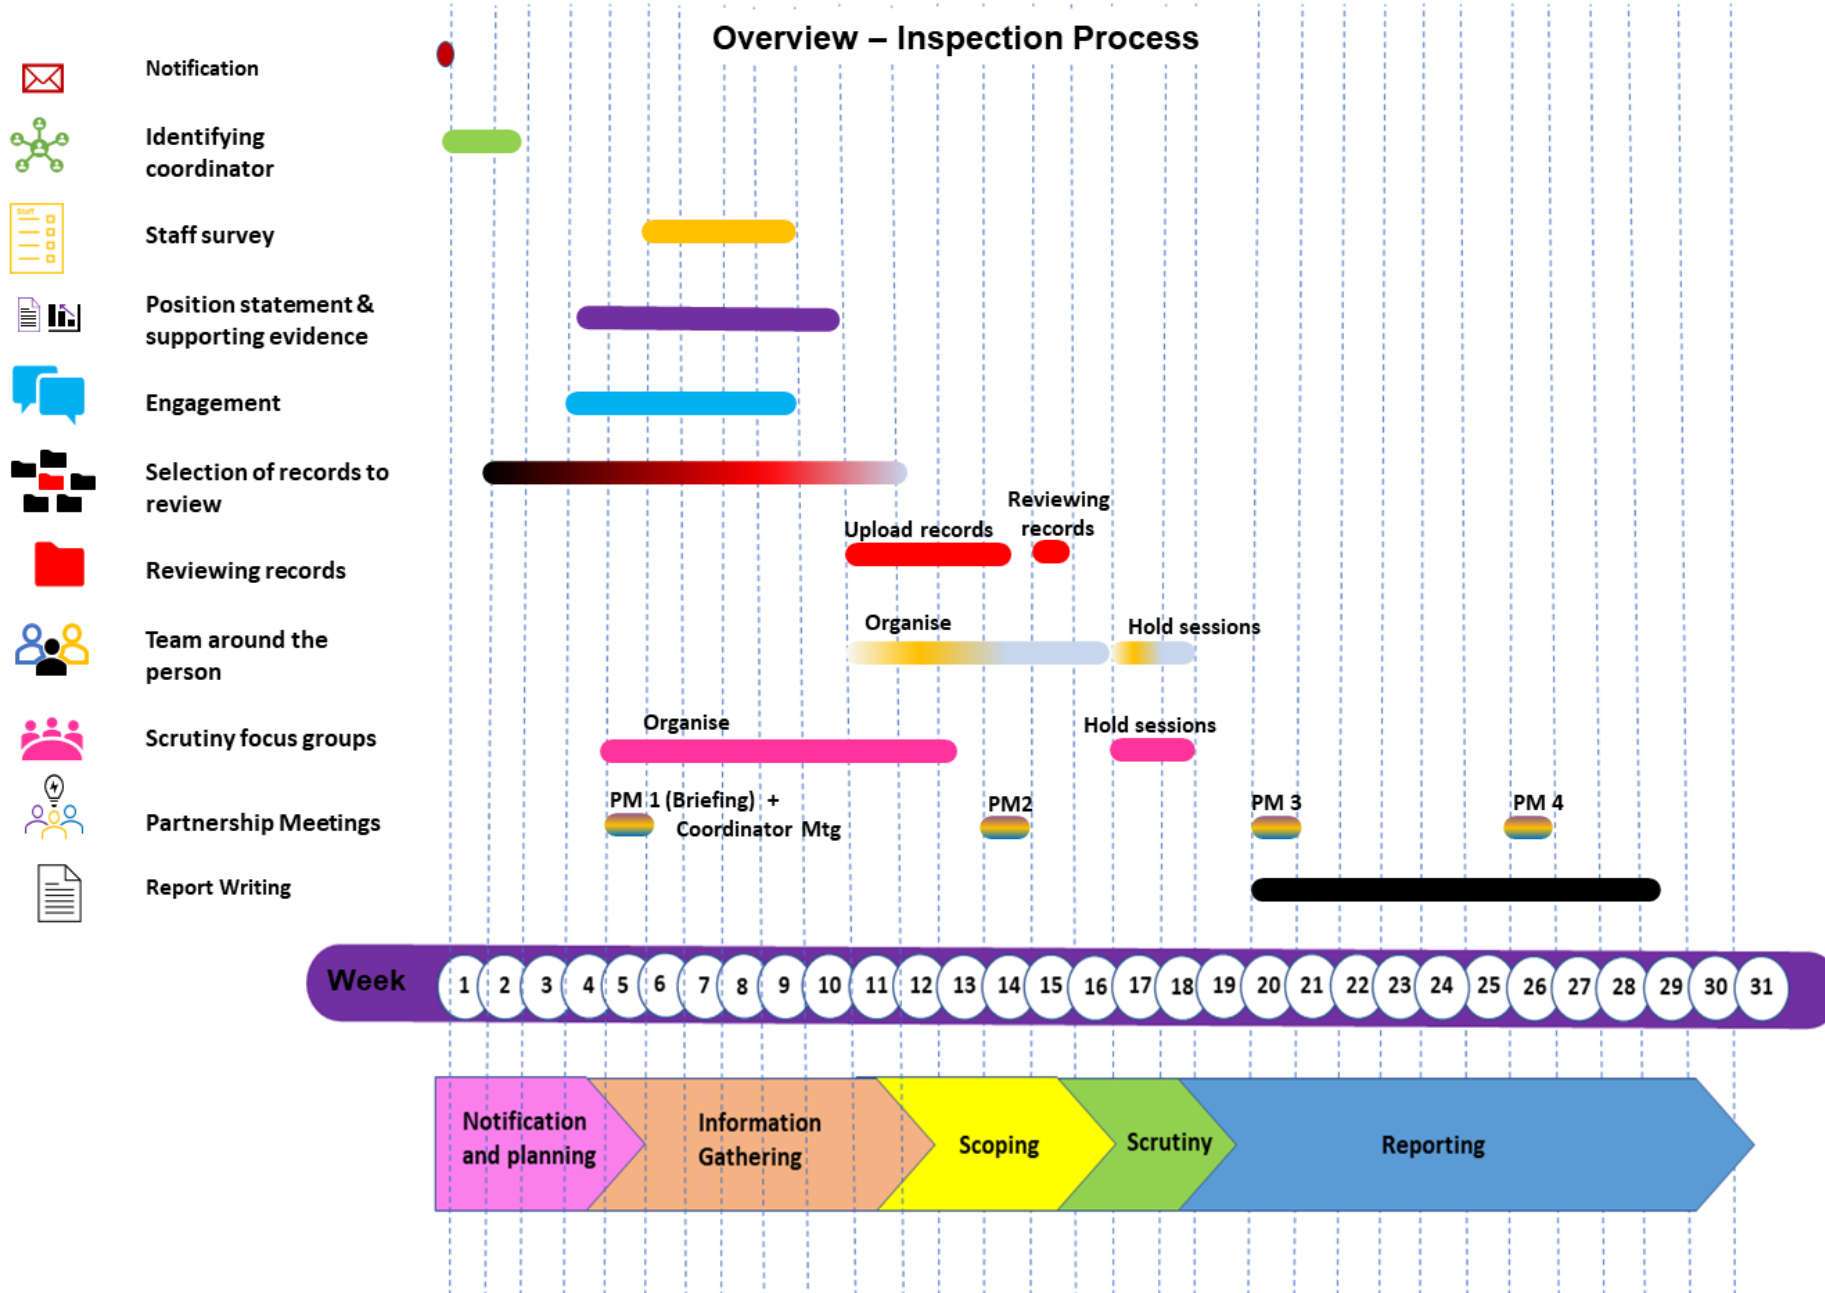 Overview – Inspection Process
Notification
Identifying
coordinator
Staff
Staff survey
Position statement &
supporting evidence
Engagement
Selection of records to
review
Reviewing
records
Upload records
Reviewing records
Organise
Hold sessions
Team around the
person
Organise
Hold sessions
Scrutiny focus groups
PM 1 (Briefing) +
Coordinator Mtg
PM2
PM 3
PM 4
Partnership Meetings
Report Writing
Week 1 2 3 4 5 6 7 8 9 10 11 12 13 14 15 16 17 18 19 20 21 22 23 24 25 26 27 28 29 30 31
Notification
and planning
Information
Gathering
Scoping
Scrutiny
Reporting